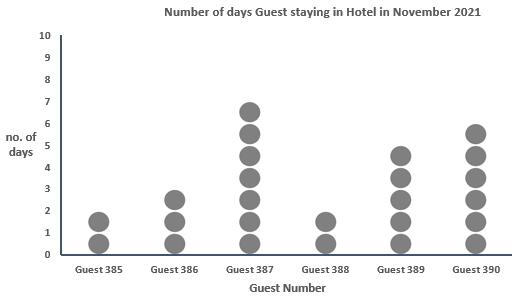 Number of days Guest staying in Hotel in November 2021
10
9
8
7
6
5
4
3
2
1
0
no. of
days
Guest 385 Guest 386 Guest 387 Guest 388 Guest 389 Guest 390
Guest Number